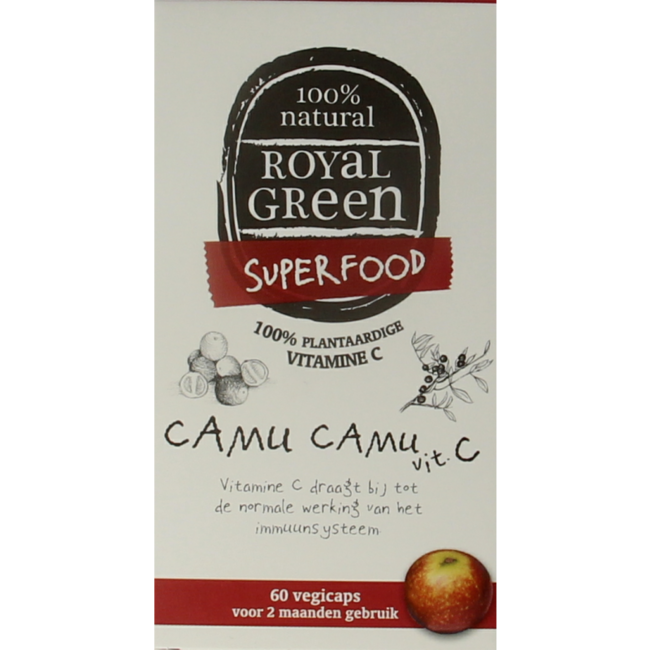 100%
natural
ROYaL
GReen
SUPERFOOD
100% PLANTAARDIGE
VITAMINE C
CAMU CAMU vit. C
Vitamine C draagt bij tot
de normale werking van het
immuunsysteem
60 vegicaps
voor 2 maanden gebruik